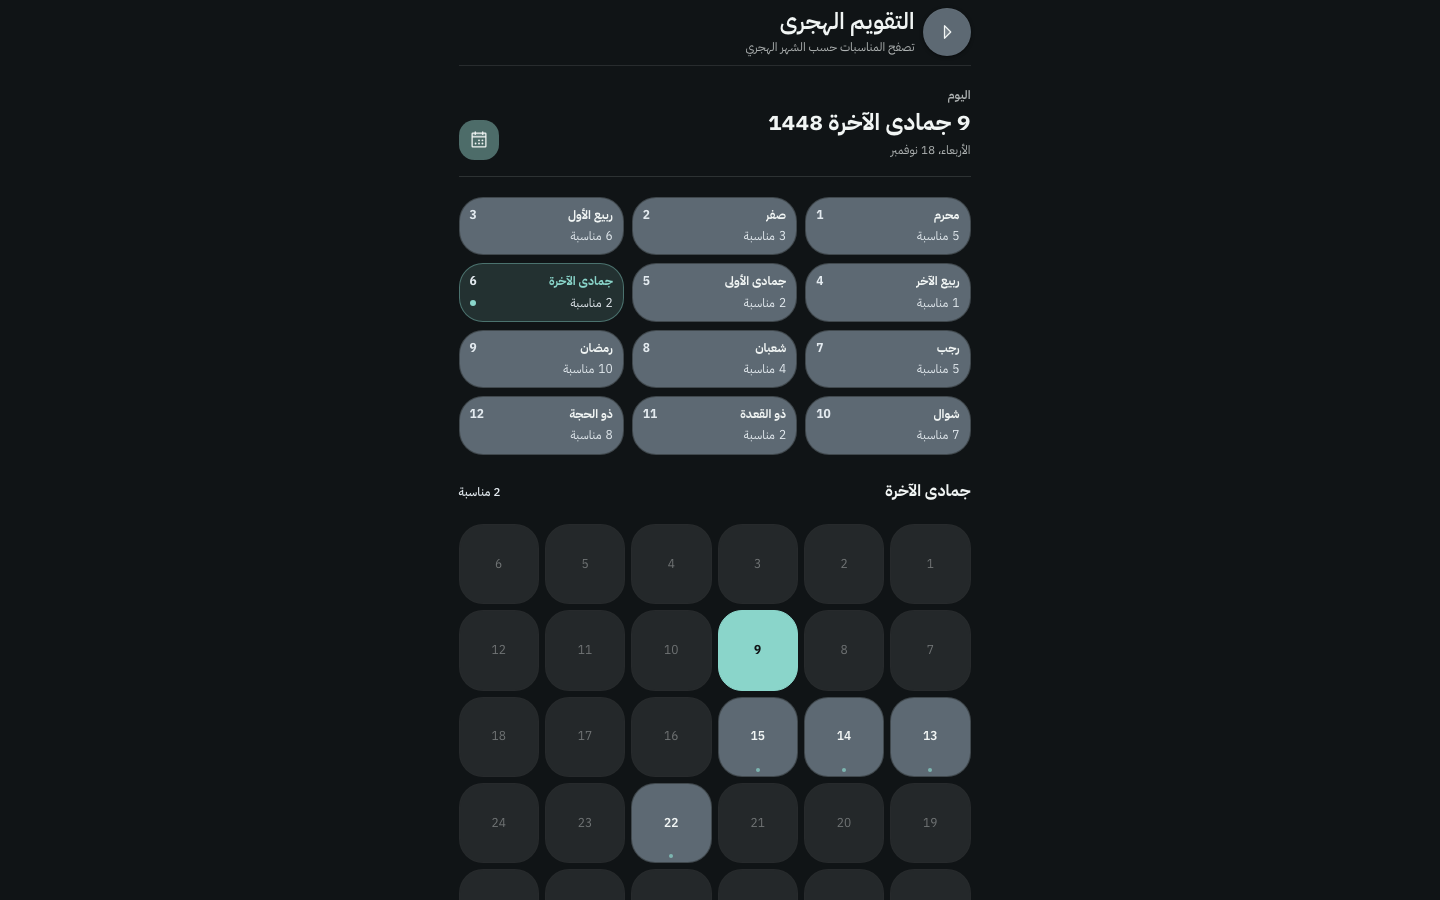 التقويم الهجري
تصفح المناسبات حسب الشهر الهجري
اليوم
9 جمادى الآخرة 1448
الأربعاء، 18 نوفمبر
محرم 1
5 مناسبة
صفر 2
3 مناسبة
ربيع الأول 3
6 مناسبة
ربيع الآخر 4
1 مناسبة
جمادى الأولى 5
2 مناسبة
جمادى الآخرة 6
2 مناسبة
رجب 7
5 مناسبة
شعبان 8
4 مناسبة
رمضان 9
10 مناسبة
شوال 10
7 مناسبة
ذو القعدة 11
2 مناسبة
ذو الحجة 12
8 مناسبة
جمادى الآخرة
2 مناسبة
1 2 3 4 5 6
7 8 9 10 11 12
13 14 15 16 17 18
19 20 21 22 23 24